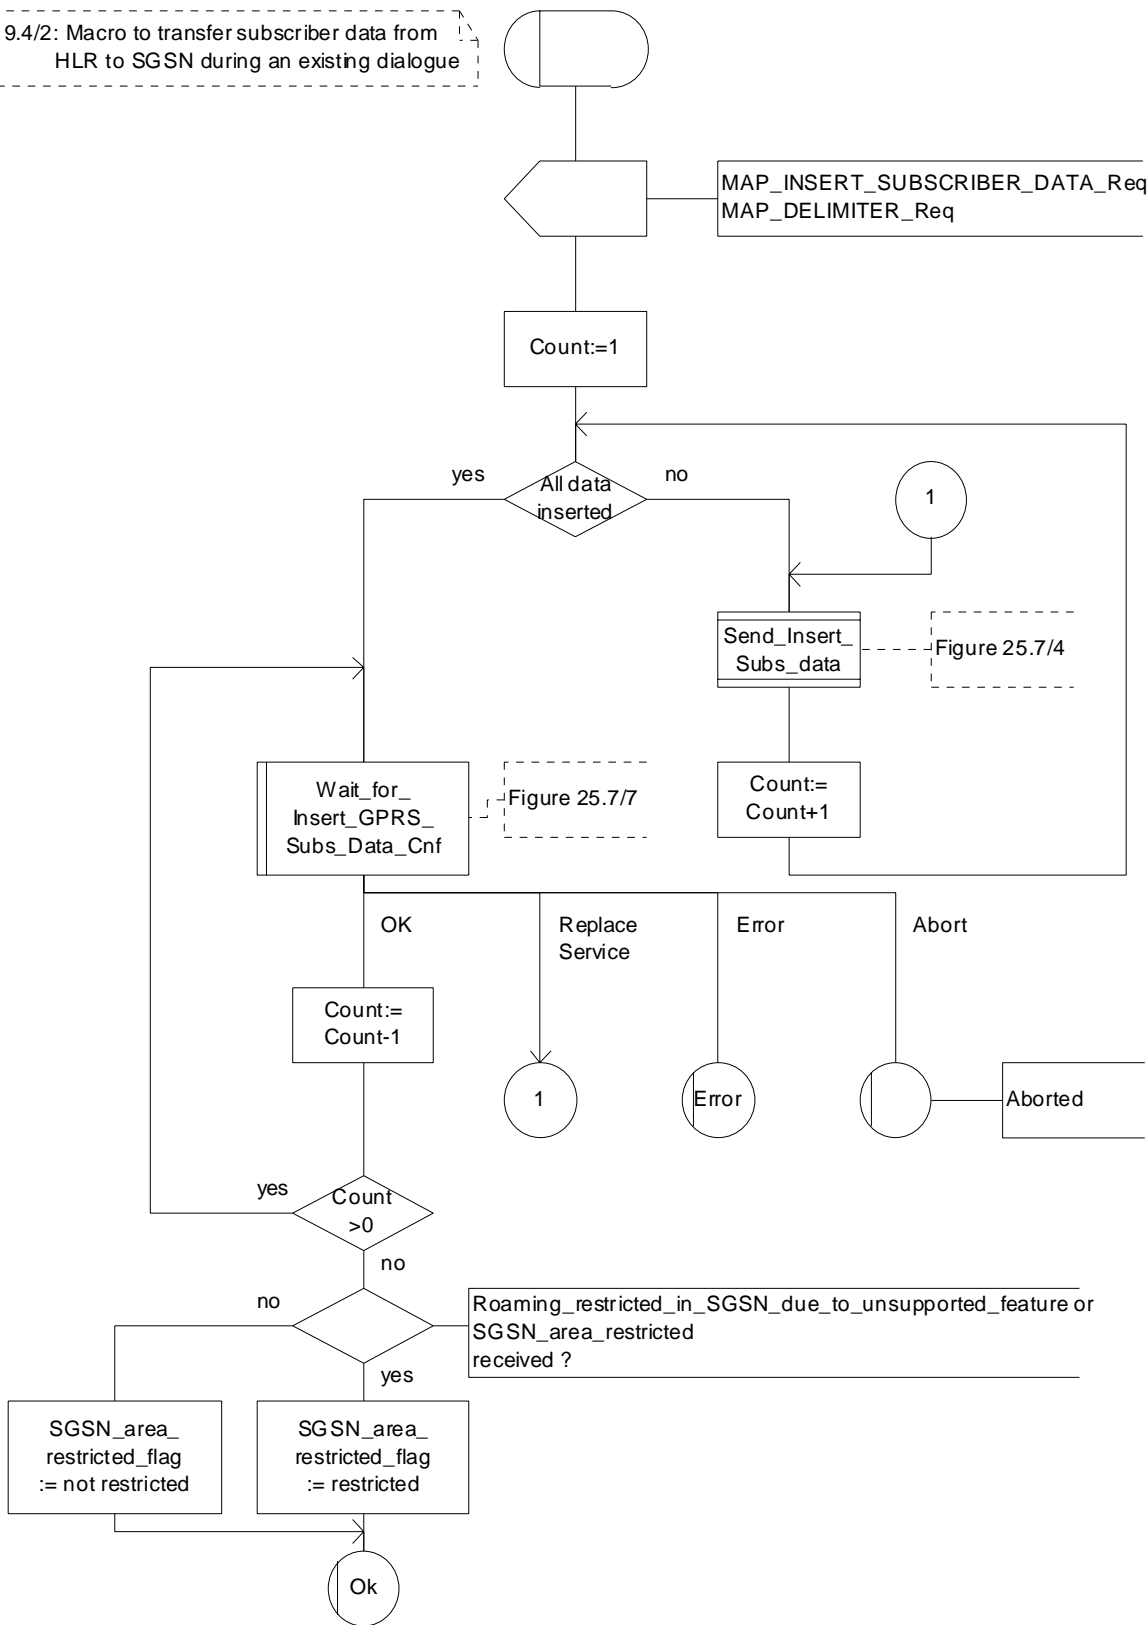 9.4/2: Macro to transfer subscriber data from
HLR to SGSN during an existing dialogue
MAP_INSERT_SUBSCRIBER_DATA_Req
MAP_DELIMITER_Req
Count:=1
yes
All data
inserted
no
1
Send_Insert_
Subs_data
Figure 25.7/4
Wait_for_
Insert_GPRS_
Subs_Data_Cnf
Figure 25.7/7
Count:=
Count+1
OK
Replace
Service
Error
Abort
Count:=
Count-1
1
Error
Aborted
yes
Count
>0
no
no
Roaming_restricted_in_SGSN_due_to_unsupported_feature or
SGSN_area_restricted
received ?
yes
SGSN_area_
restricted_flag
:= not restricted
SGSN_area_
restricted_flag
:= restricted
Ok